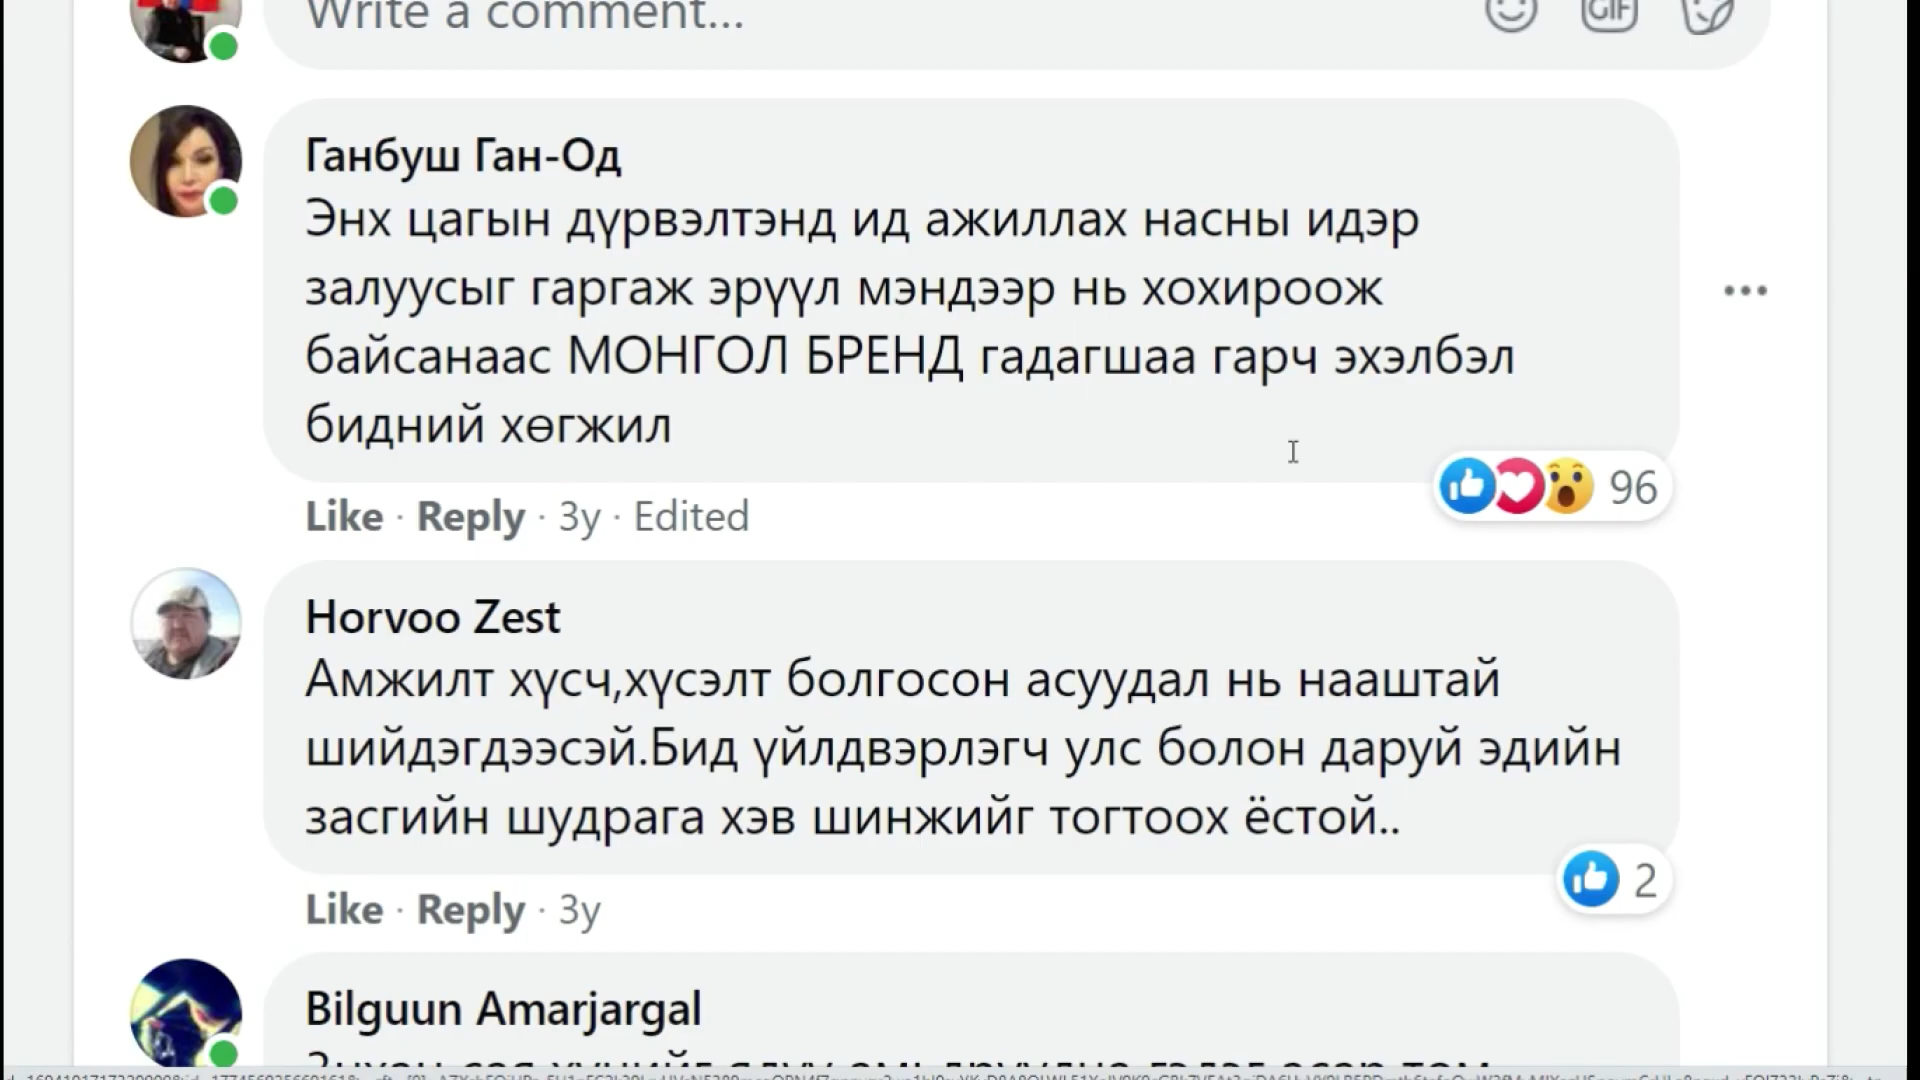 Write a comment...
GIF
Ганбуш Ган-Од
Энх цагын дүрвэлтэнд ид ажиллах насны идэр
залуусыг гаргаж эрүүл мэндээр нь хохироож
байсанаас МОНГОЛ БРЕНД гадагшаа гарч эхэлбэл
бидний хөгжил
96
Like · Reply · 3y · Edited
Horvoo Zest
Амжилт хүсч,хүсэлт болгосон асуудал нь нааштай
шийдэгдээсэй.Бид үйлдвэрлэгч улс болон даруй эдийн
засгийн шудрага хэв шинжийг тогтоох ёстой..
2
Like · Reply · 3y
Bilguun Amarjargal